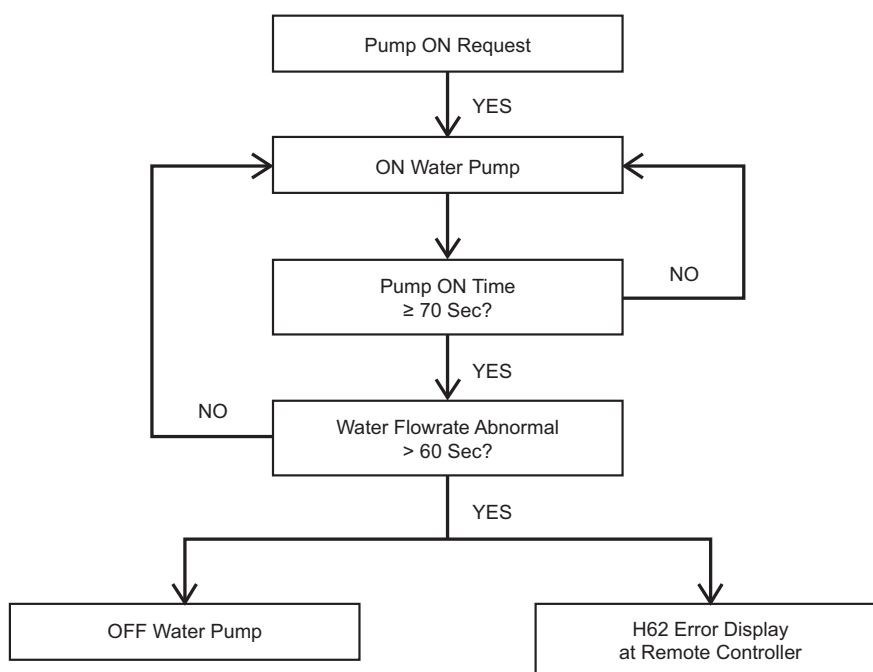 Pump ON Request
YES
ON Water Pump
Pump ON Time
≥ 70 Sec?
NO
YES
NO
Water Flowrate Abnormal
> 60 Sec?
YES
OFF Water Pump
H62 Error Display
at Remote Controller